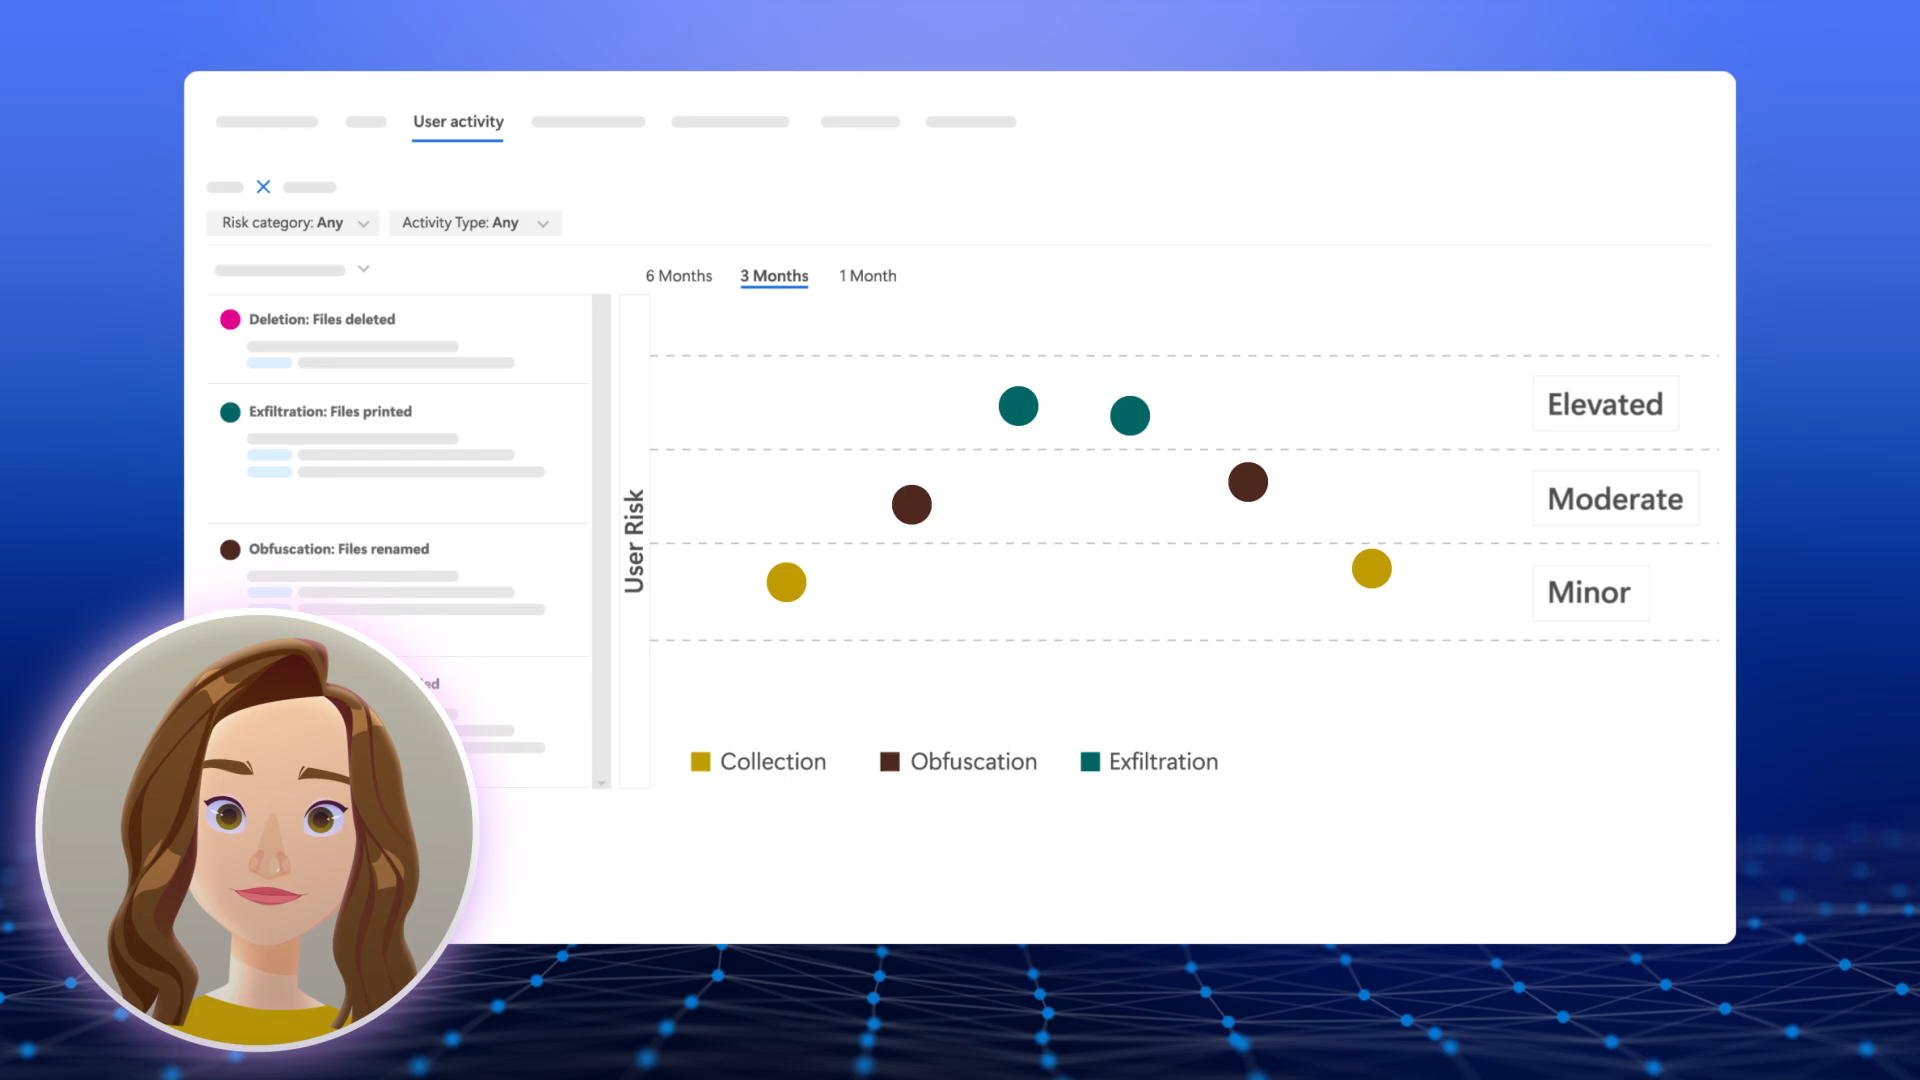 User activity
Risk category: Any
Activity Type: Any
6 Months
3 Months
1 Month
Deletion: Files deleted
Exfiltration: Files printed
Obfuscation: Files renamed
User Risk
Elevated
Moderate
Minor
Collection
Obfuscation
Exfiltration